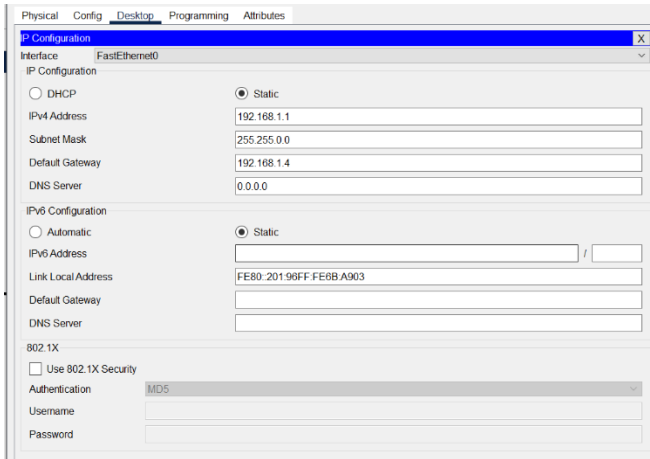 Physical Config Desktop Programming Attributes
IP Configuration X
Interface FastEthernet0
IP Configuration
DHCP Static
IPv4 Address 192.168.1.1
Subnet Mask 255.255.0.0
Default Gateway 192.168.1.4
DNS Server 0.0.0.0
IPv6 Configuration
Automatic Static
IPv6 Address /
Link Local Address FE80::201:96FF:FE6B:A903
Default Gateway
DNS Server
802.1X
Use 802.1X Security
Authentication MD5
Username
Password